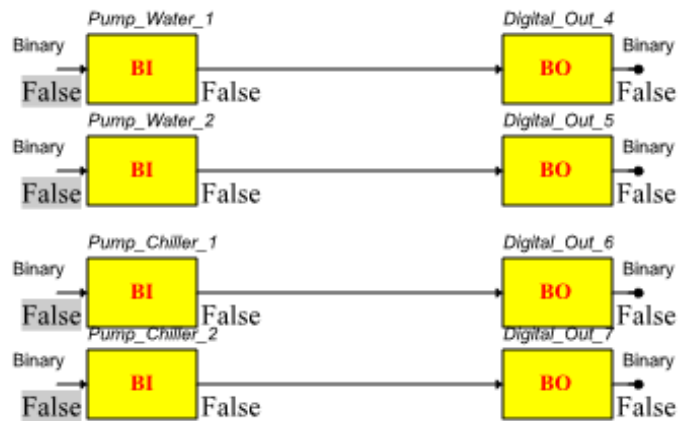 Pump_Water_1 Digital_Out_4
Binary BI BO Binary
False False False
Pump_Water_2 Digital_Out_5
Binary BI BO Binary
False False False
Pump_Chiller_1 Digital_Out_6
Binary BI BO Binary
False False False
Pump_Chiller_2 Digital_Out_7
Binary BI BO Binary
False False False